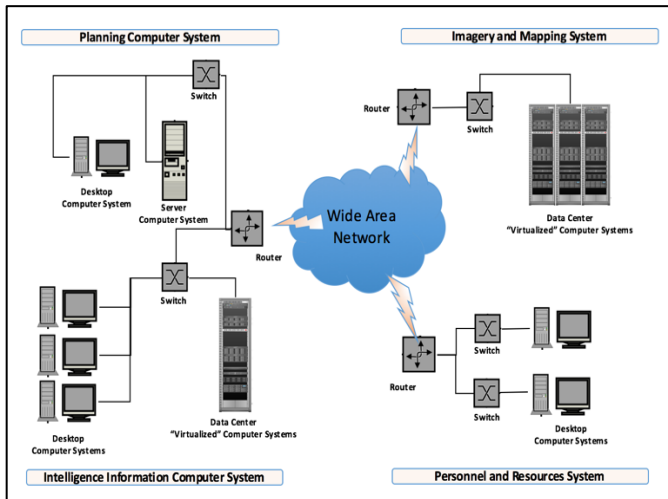 Planning Computer System
Imagery and Mapping System
Switch
Router
Switch
Desktop
Computer System
Server
Computer System
Wide Area
Network
Data Center
"Virtualized" Computer Systems
Router
Switch
Switch
Router
Switch
Data Center
"Virtualized" Computer Systems
Desktop
Computer Systems
Desktop
Computer Systems
Intelligence Information Computer System
Personnel and Resources System